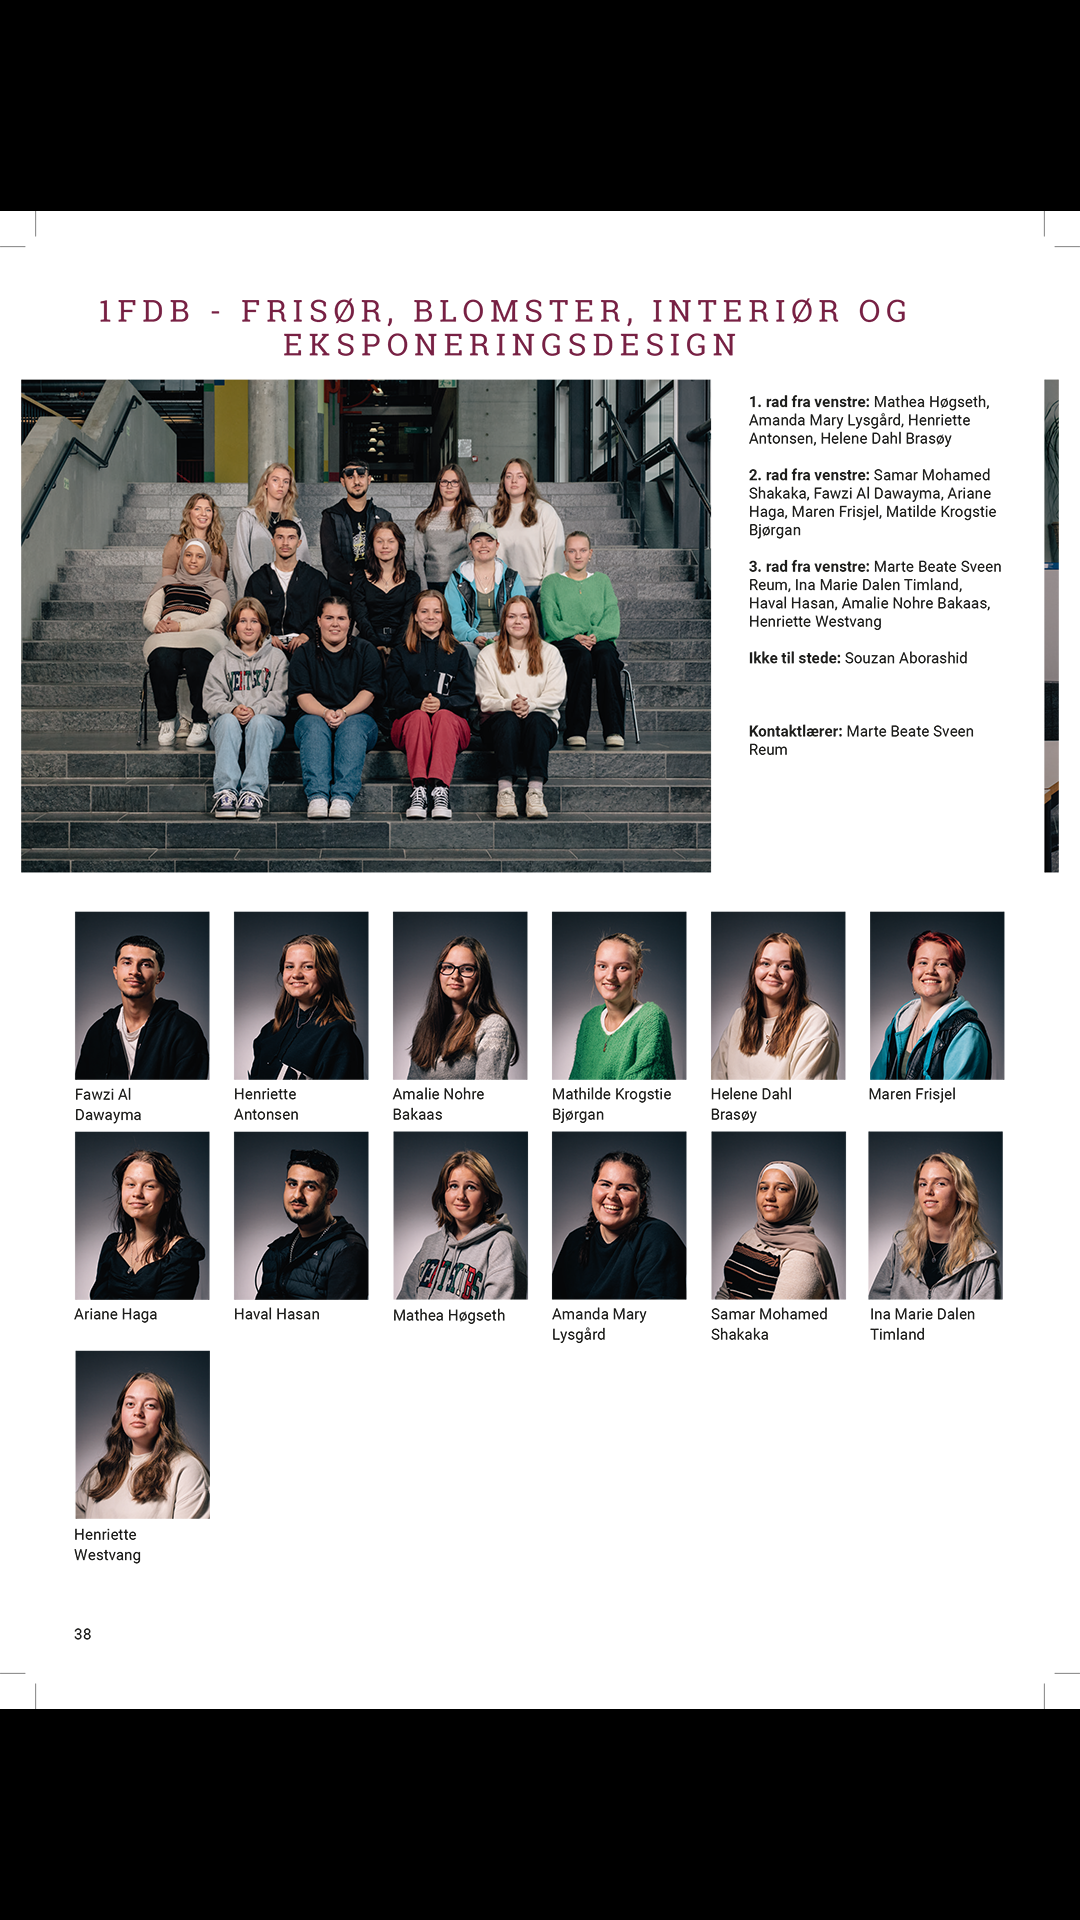 1FDB - FRISØR, BLOMSTER, INTERIØR OG
EKSPONERINGSDESIGN
1. rad fra venstre: Mathea Høgseth,
Amanda Mary Lysgård, Henriette
Antonsen, Helene Dahl Brasøy
2. rad fra venstre: Samar Mohamed
Shakaka, Fawzi Al Dawayma, Ariane
Haga, Maren Frisjel, Matilde Krogstie
Bjørgan
3. rad fra venstre: Marte Beate Sveen
Reum, Ina Marie Dalen Timland,
Haval Hasan, Amalie Nohre Bakaas,
Henriette Westvang
Ikke til stede: Souzan Aborashid
Kontaktlærer: Marte Beate Sveen
Reum
Fawzi Al
Dawayma
Henriette
Antonsen
Amalie Nohre
Bakaas
Mathilde Krogstie
Bjørgan
Helene Dahl
Brasøy
Maren Frisjel
Ariane Haga
Haval Hasan
Mathea Høgseth
Amanda Mary
Lysgård
Samar Mohamed
Shakaka
Ina Marie Dalen
Timland
Henriette
Westvang
38